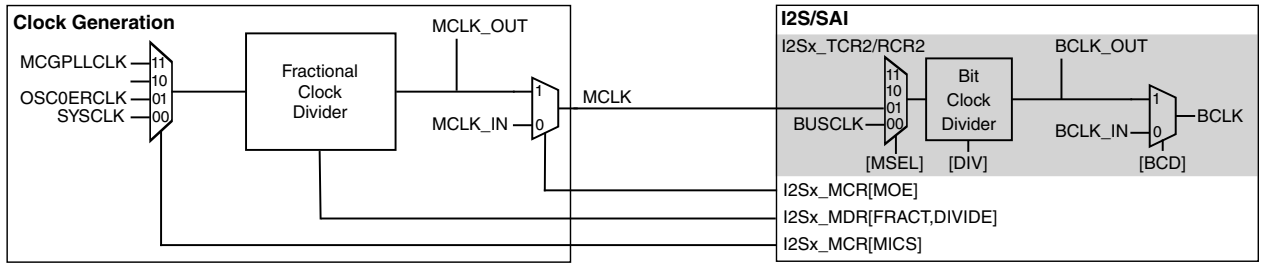 Clock Generation
MCGPLLCLK
OSC0ERCLK
SYSCLK
11
10
01
00
Fractional
Clock
Divider
MCLK_OUT
MCLK_IN
1
0
MCLK
I2S/SAI
I2Sx_TCR2/RCR2
11
10
01
00
BUSCLK
[MSEL]
Bit
Clock
Divider
[DIV]
BCLK_OUT
BCLK_IN
1
0
[BCD]
BCLK
I2Sx_MCR[MOE]
I2Sx_MDR[FRACT,DIVIDE]
I2Sx_MCR[MICS]